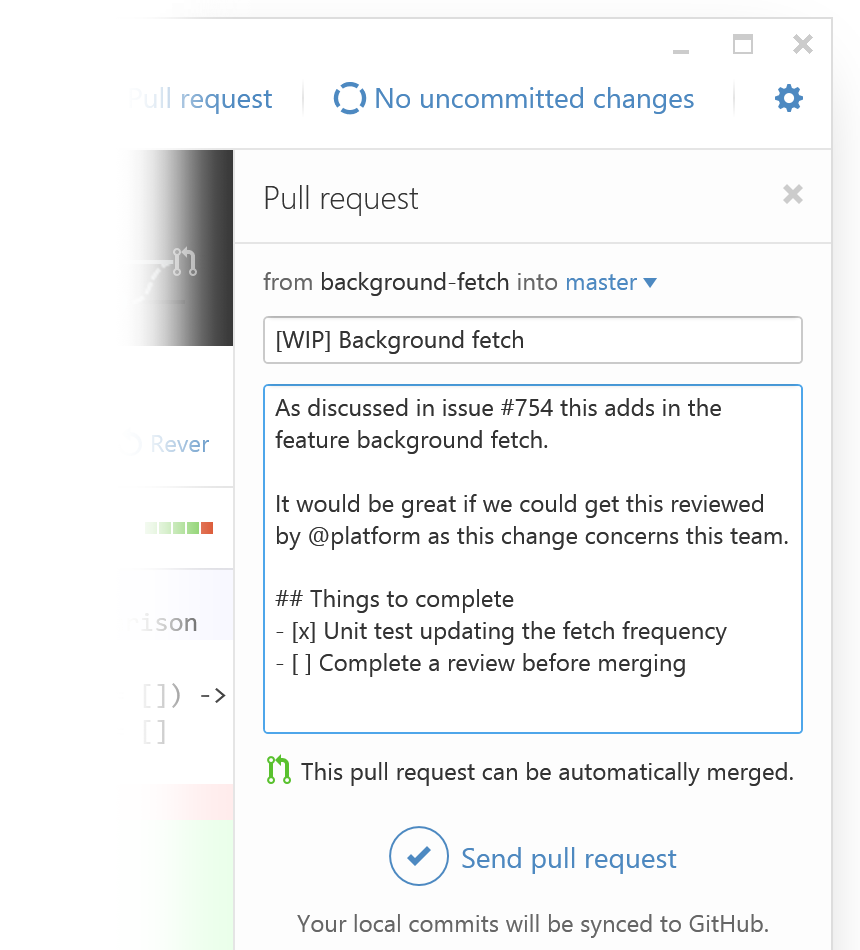 Pull request
No uncommitted changes
Pull request
from background-fetch into master
[WIP] Background fetch
As discussed in issue #754 this adds in the
feature background fetch.
It would be great if we could get this reviewed
by @platform as this change concerns this team.
## Things to complete
- [x] Unit test updating the fetch frequency
- [ ] Complete a review before merging
Rever
rison
[]) ->
[]
This pull request can be automatically merged.
Send pull request
Your local commits will be synced to GitHub.